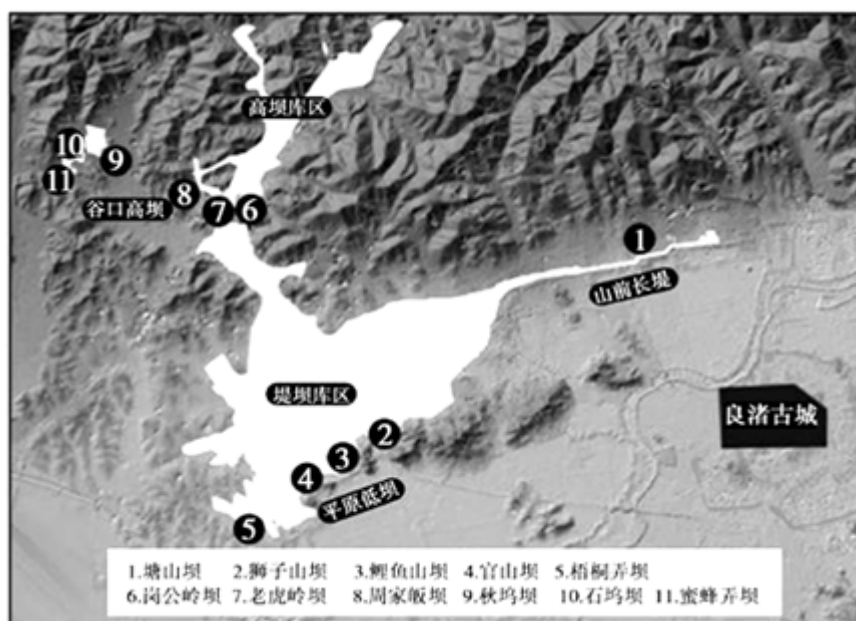 高坝库区
10
9
11
8
谷口高坝
7
6
1
山前长堤
堤坝库区
良渚古城
2
3
4
平原低坝
5
1.塘山坝 2.狮子山坝 3.鲤鱼山坝 4.官山坝 5.梧桐弄坝
6.岗公岭坝 7.老虎岭坝 8.周家畈坝 9.秋坞坝 10.石坞坝 11.蜜蜂弄坝